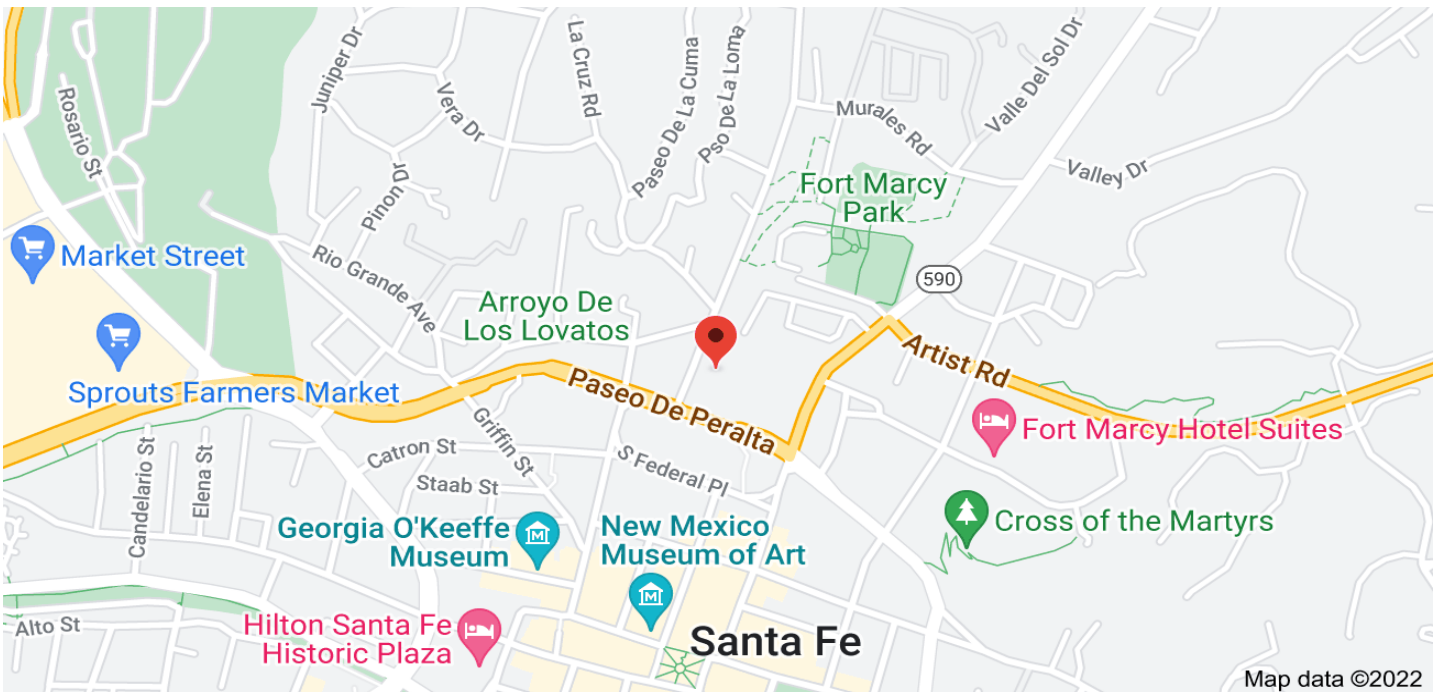 Juniper Dr
La Cruz Rd
Paseo De La Cuma
Pso De La Loma
Valle Del Sol Dr
Rosario St
Vera Dr
Murales Rd
Valley Dr
Pinon Dr
Fort Marcy
Park
Market Street
Rio Grande Ave
590
Arroyo De
Los Lovatos
Sprouts Farmers Market
Paseo De Peralta
Artist Rd
Griffin St
Fort Marcy Hotel Suites
Candelario St
Elena St
Catron St
S Federal Pl
Staab St
Georgia O'Keeffe
Museum
New Mexico
Museum of Art
Cross of the Martyrs
Alto St
Hilton Santa Fe
Historic Plaza
Santa Fe
Map data ©2022